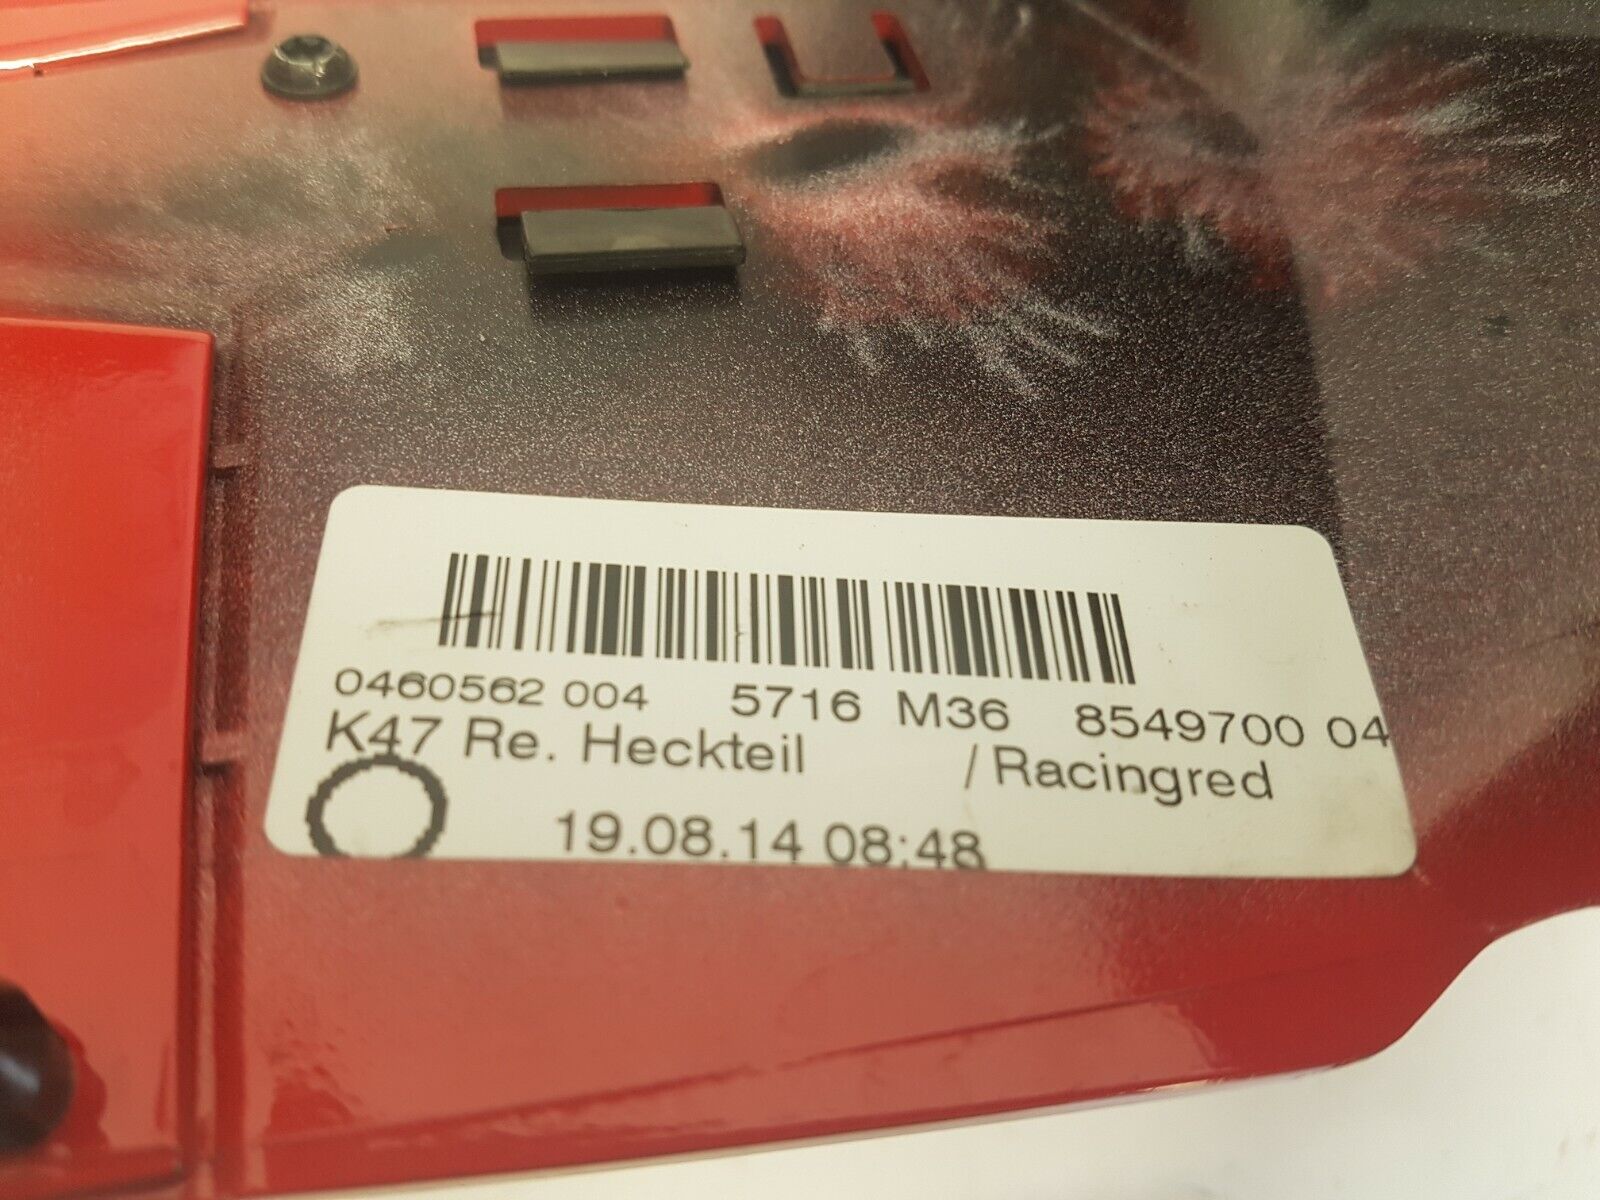 0460562 004 5716 M36 8549700 04
K47 Re. Heckteil / Racingred
19.08.14 08:48